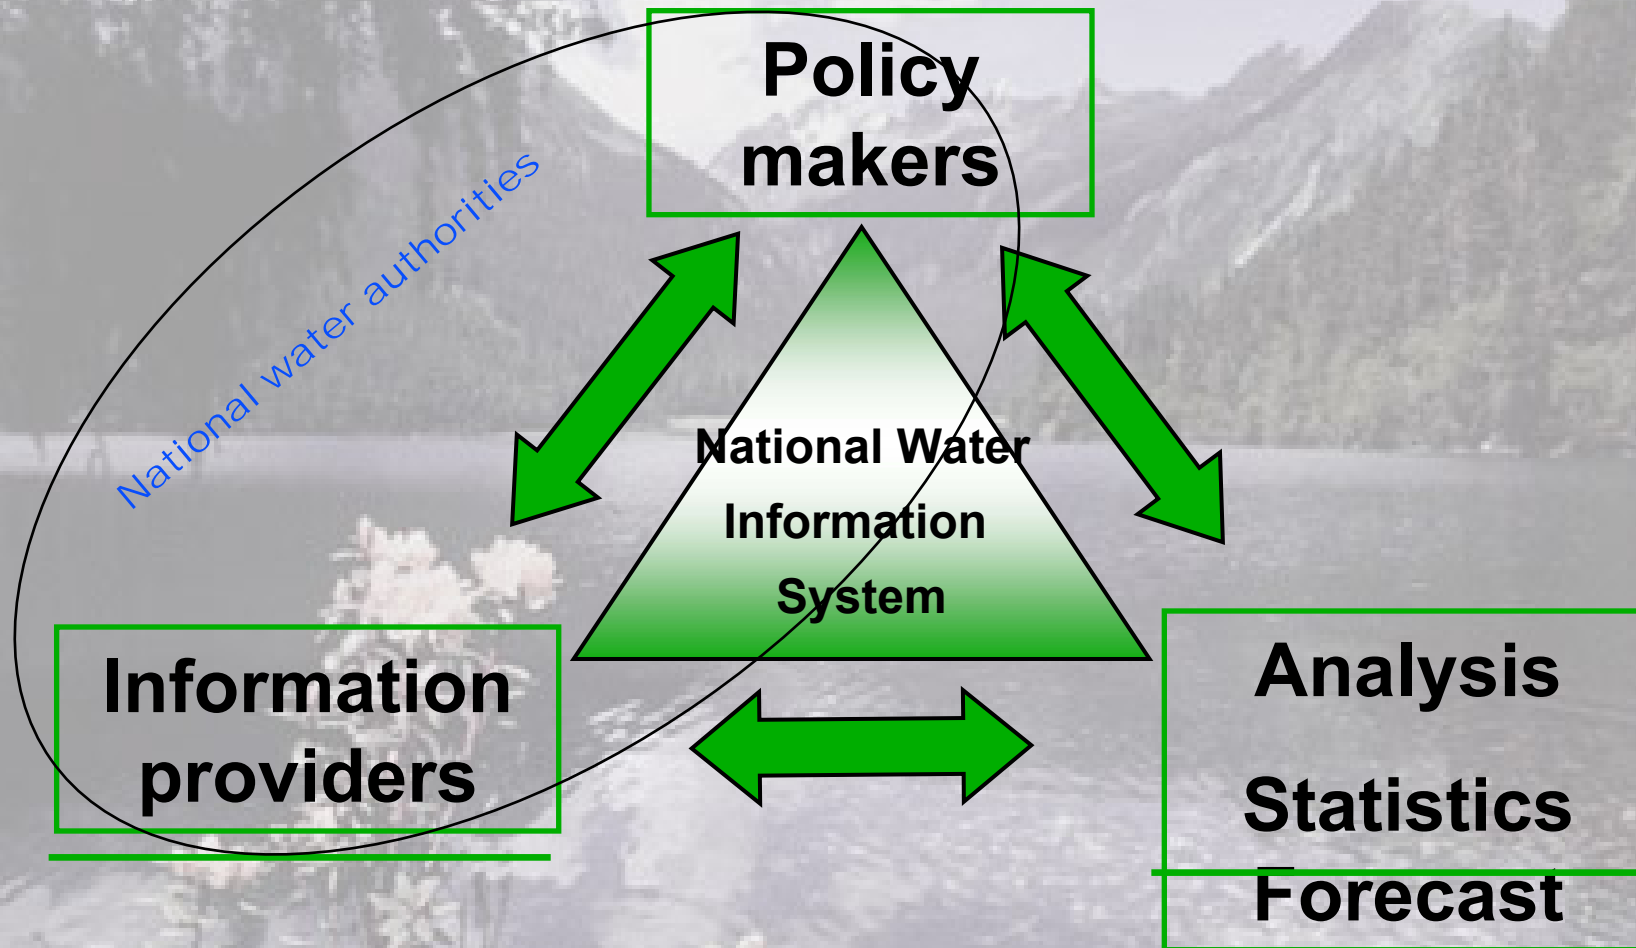 Policy
makers
National water authorities
National Water
Information
System
Information
providers
Analysis
Statistics
Forecast